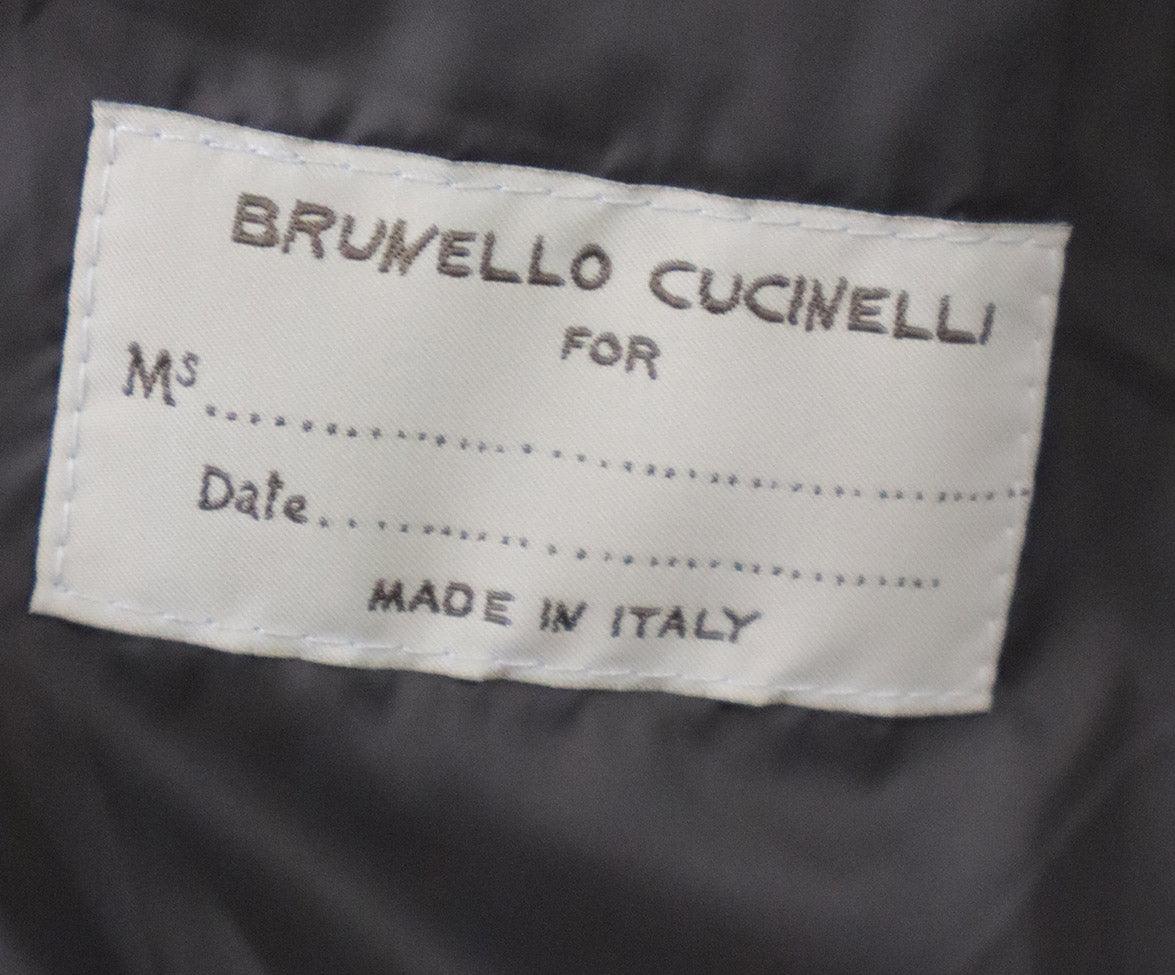 BRUNELLO CUCINELLI
FOR
Ms ........................................
Date ........................................
MADE IN ITALY